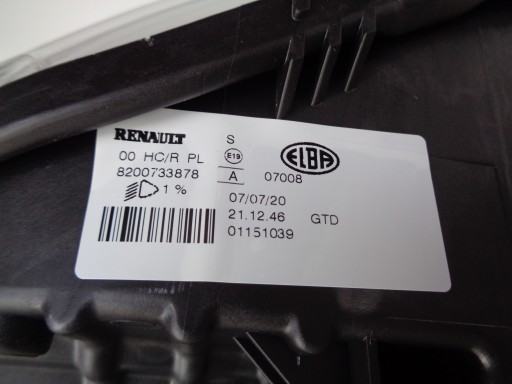 RENAULT S
E19 ELBA
00 HC/R PL
8200733878 A 07008
1 % 07/07/20
21.12.46 GTD
01151039